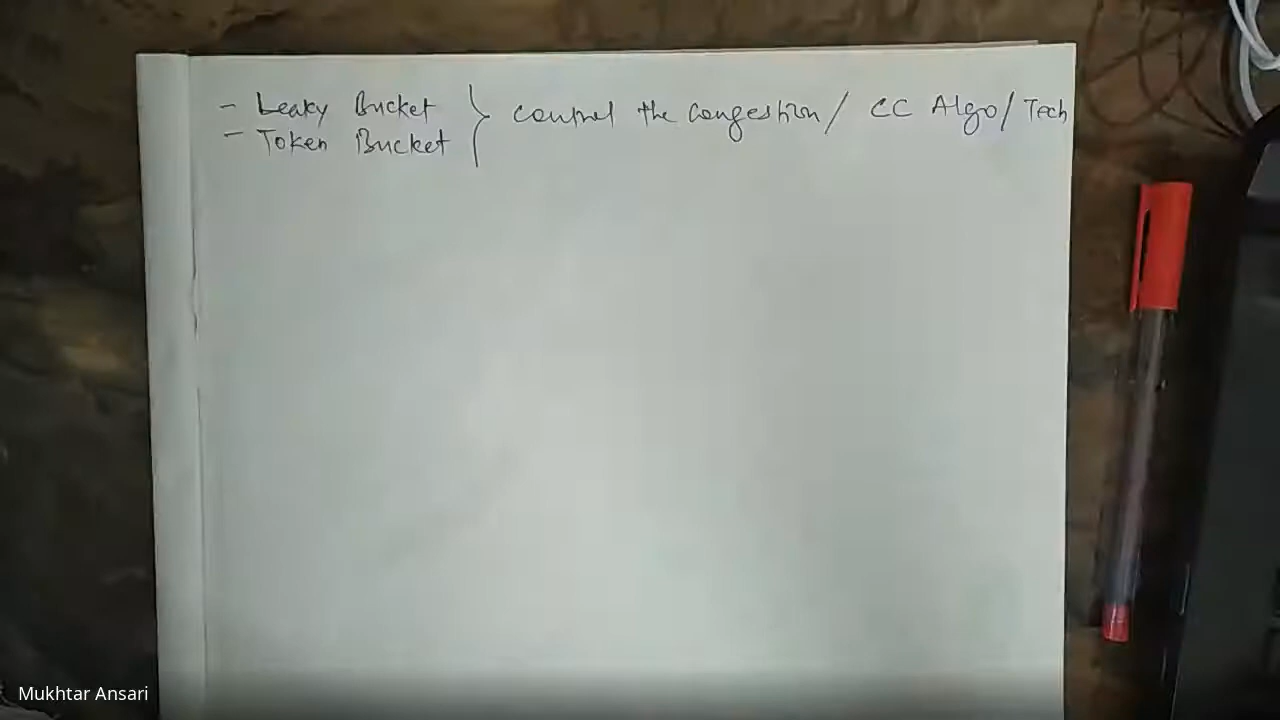 - Leaky Bucket } control the congestion / CC Algo / Tech
- Token Bucket
Mukhtar Ansari